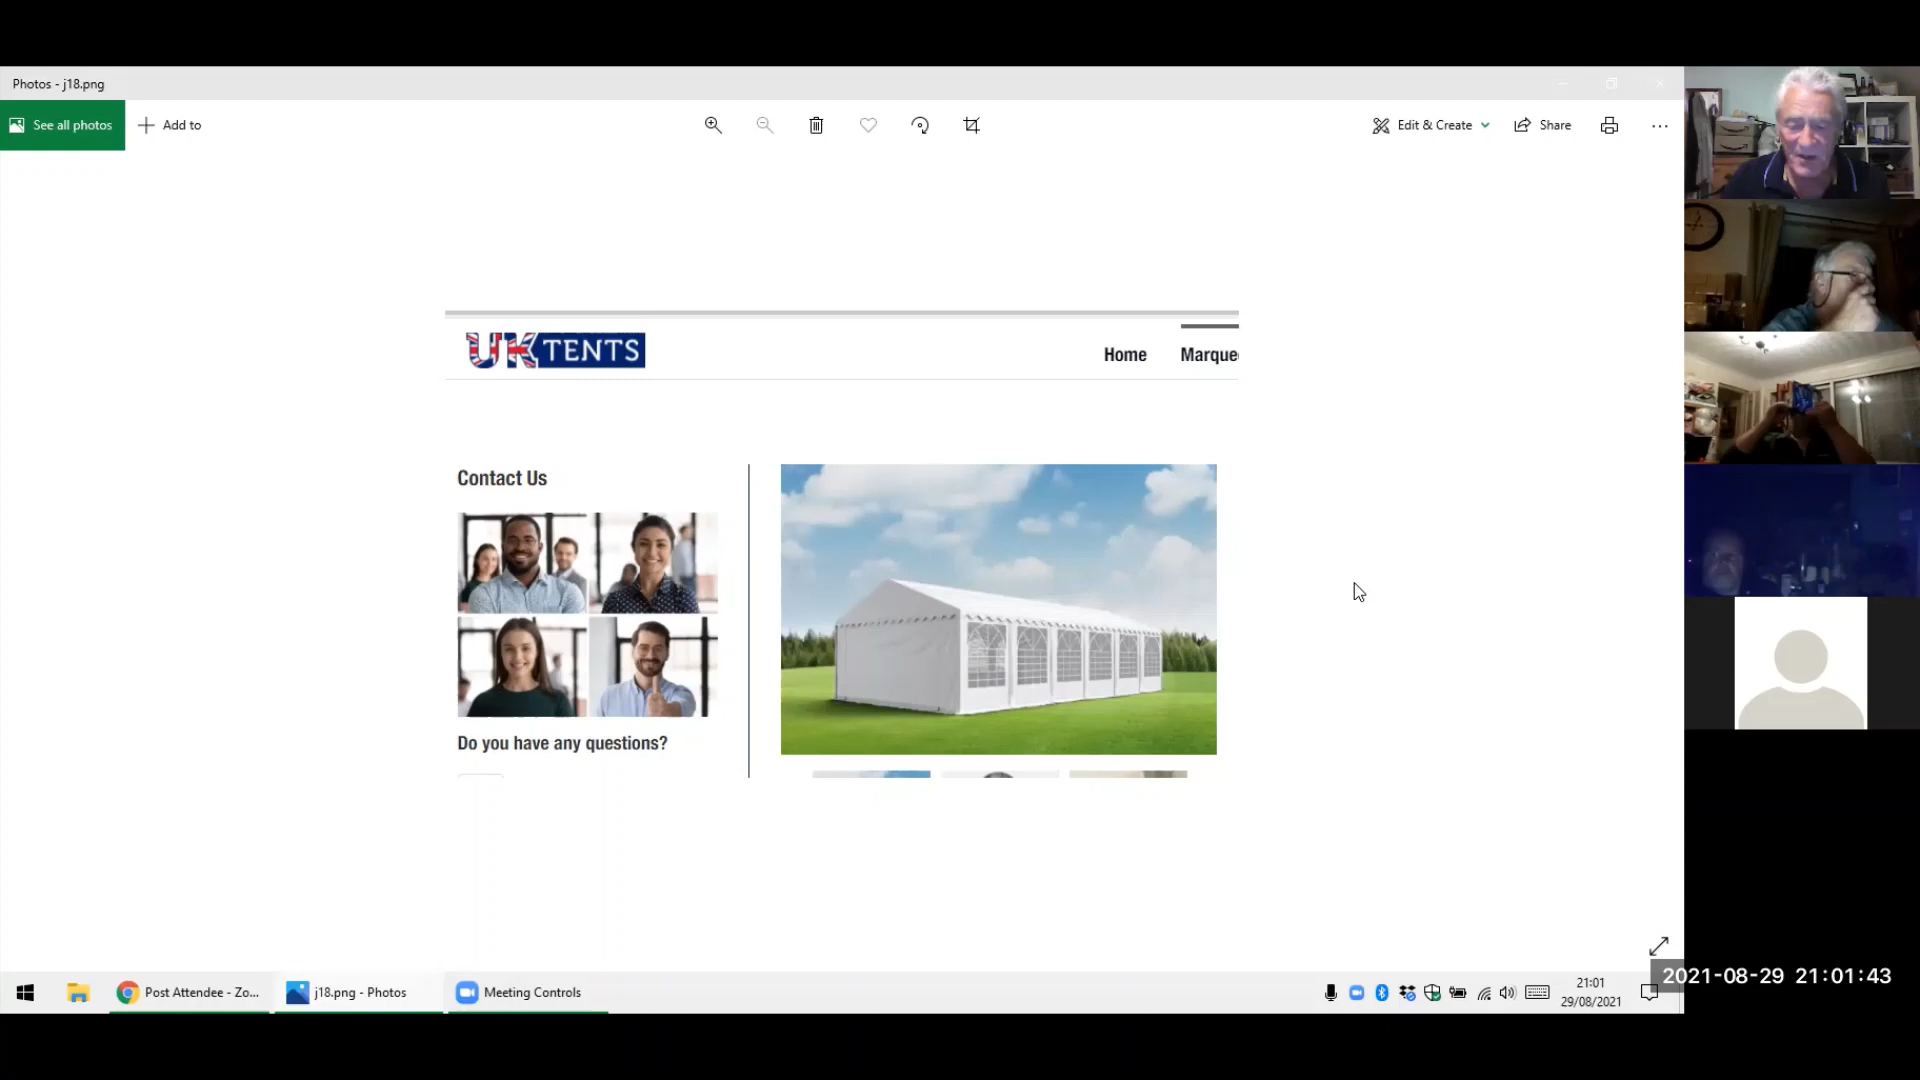 Photos - j18.png
See all photos
Add to
Edit & Create
Share
UK TENTS
Home
Marque
Contact Us
Do you have any questions?
Post Attendee - Zo...
j18.png - Photos
Meeting Controls
21:01
29/08/2021
2021-08-29 21:01:43